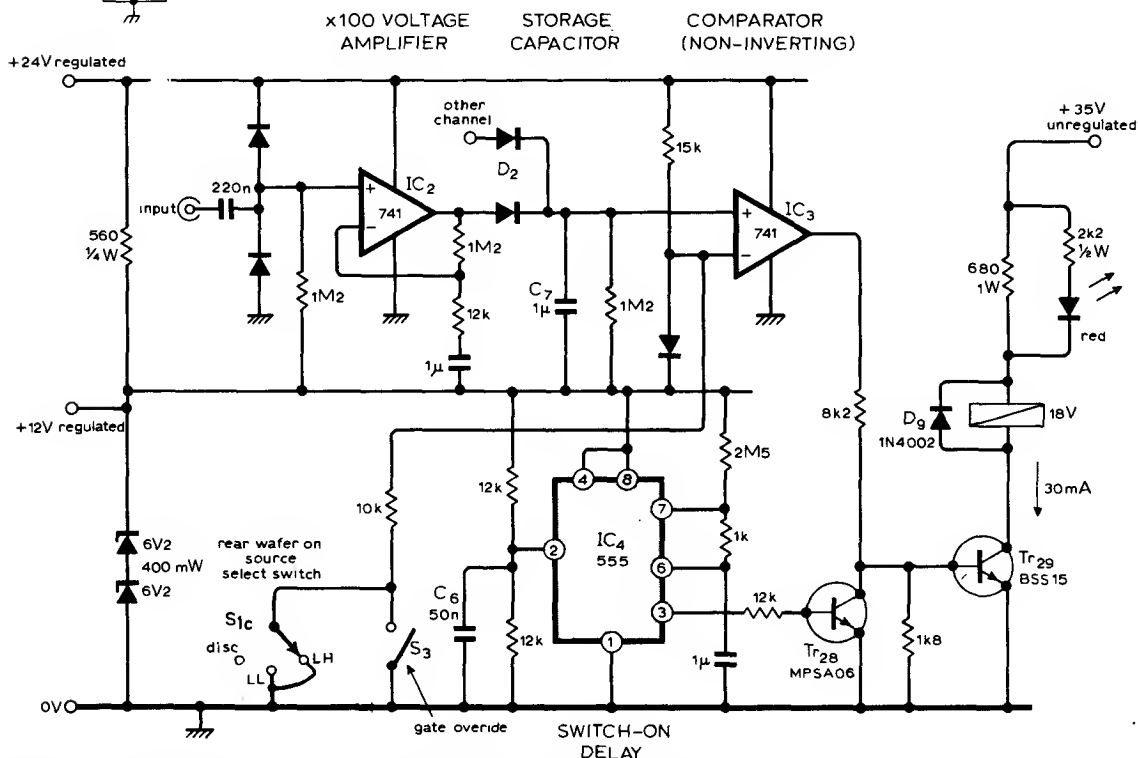 x100 VOLTAGE
AMPLIFIER
STORAGE
CAPACITOR
COMPARATOR
(NON-INVERTING)
+24V regulated
other
channel
+35V
unregulated
15k
D2
IC2
IC3
220n
input
+
741
-
+
741
-
560
¼W
1M2
2k2
½W
680
1W
1M2
C7
1µ
1M2
12k
red
1µ
+12V regulated
8k2
D9
1N4002
18V
2M5
12k
4
8
10k
7
30mA
6V2
400mW
6V2
rear wafer on
source
select switch
2
IC4
555
1k
6
Tr29
BSS15
C6
50n
12k
3
12k
S1c
disc
LH
LL
S3
1
1µ
Tr28
MPSA06
1k8
0V
gate overide
SWITCH-ON
DELAY